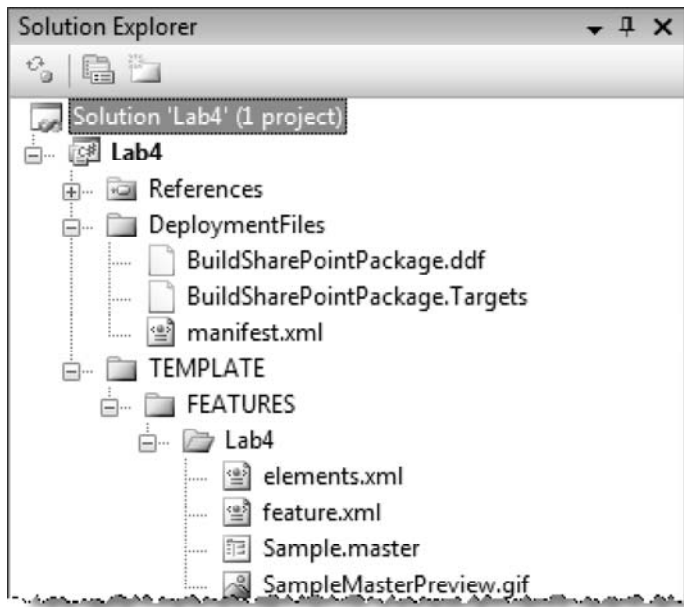 Solution Explorer
Solution 'Lab4' (1 project)
Lab4
References
DeploymentFiles
BuildSharePointPackage.ddf
BuildSharePointPackage.Targets
manifest.xml
TEMPLATE
FEATURES
Lab4
elements.xml
feature.xml
Sample.master
SampleMasterPreview.gif